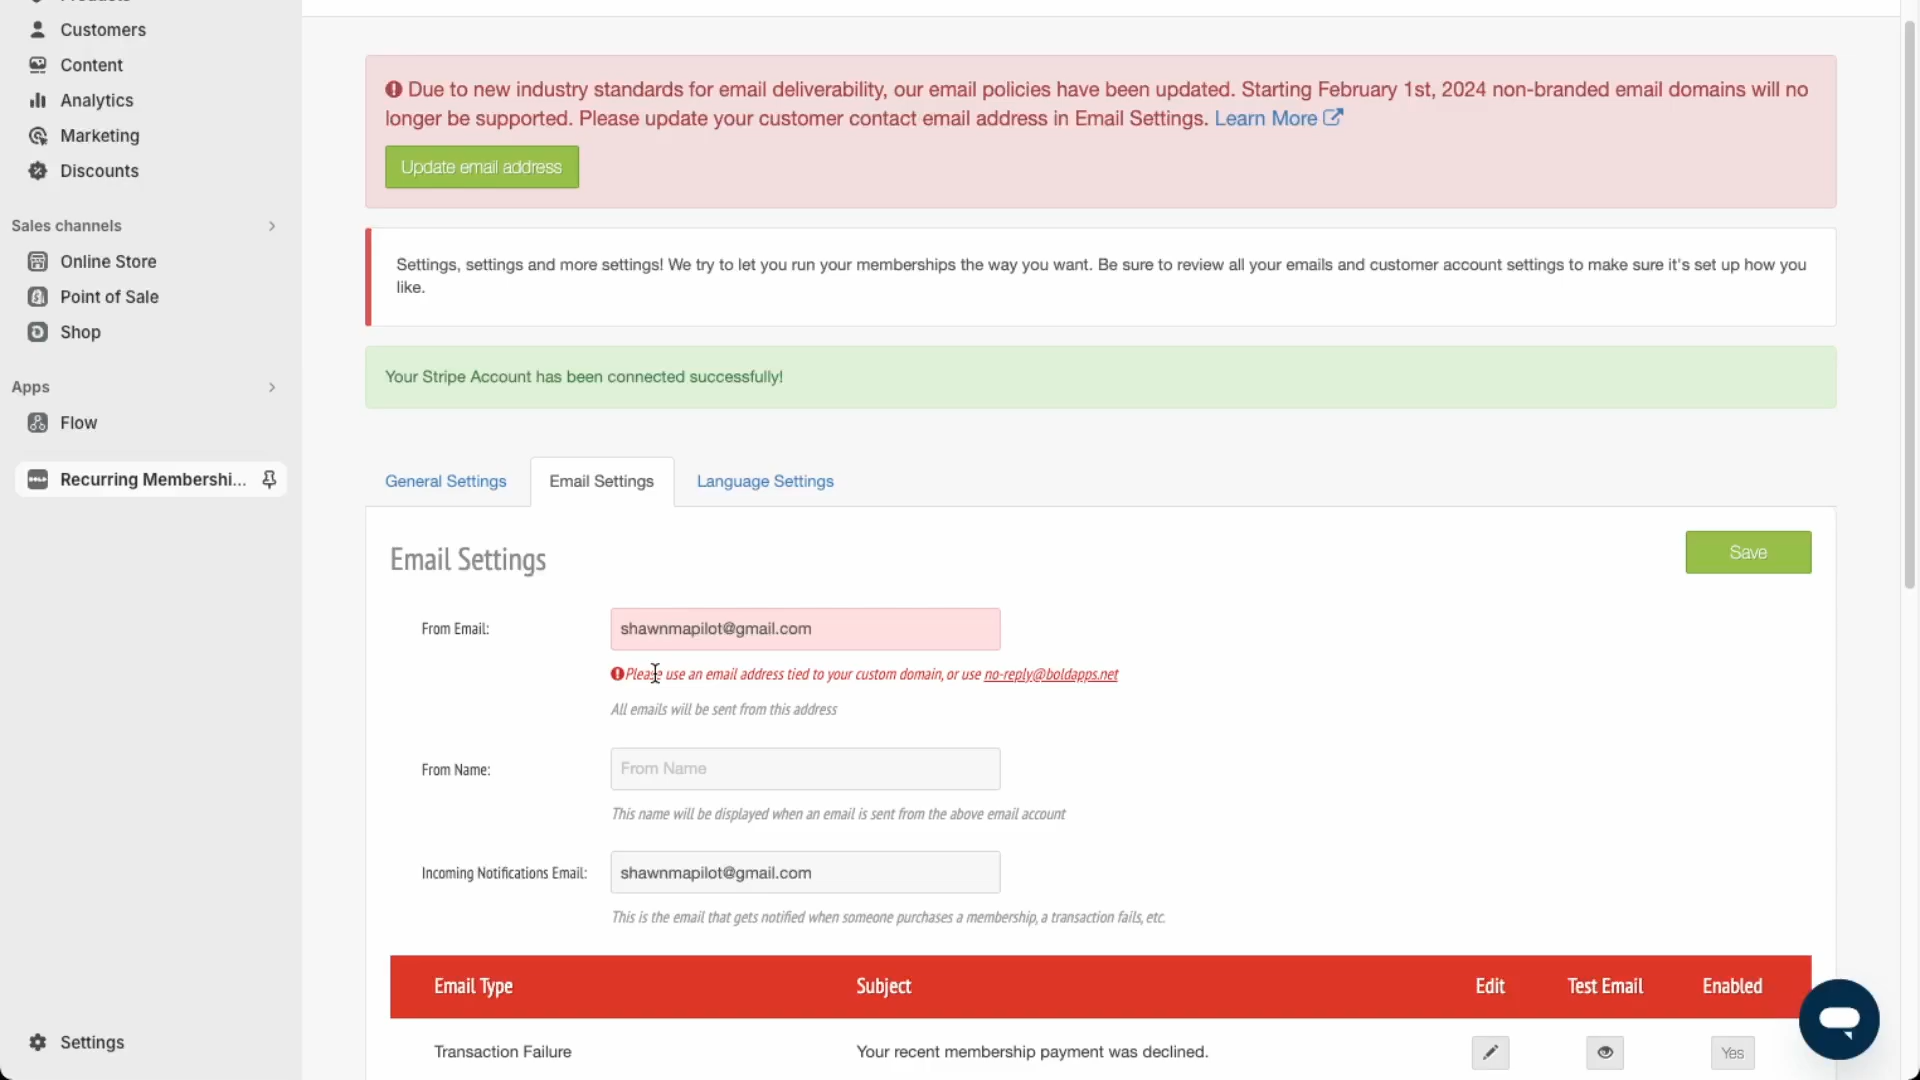 Customers
Content
Analytics
Marketing
Discounts
Sales channels
Online Store
Point of Sale
Shop
Apps
Flow
Recurring Membershi...
Settings
Due to new industry standards for email deliverability, our email policies have been updated. Starting February 1st, 2024 non-branded email domains will no
longer be supported. Please update your customer contact email address in Email Settings. Learn More
Update email address
Settings, settings and more settings! We try to let you run your memberships the way you want. Be sure to review all your emails and customer account settings to make sure it's set up how you
like.
Your Stripe Account has been connected successfully!
General Settings
Email Settings
Language Settings
Email Settings
Save
From Email:
shawnmapilot@gmail.com
Please use an email address tied to your custom domain, or use no-reply@boldapps.net
All emails will be sent from this address
From Name:
From Name
This name will be displayed when an email is sent from the above email account
Incoming Notifications Email:
shawnmapilot@gmail.com
This is the email that gets notified when someone purchases a membership, a transaction fails, etc.
Email Type
Subject
Edit
Test Email
Enabled
Transaction Failure
Your recent membership payment was declined.
Yes